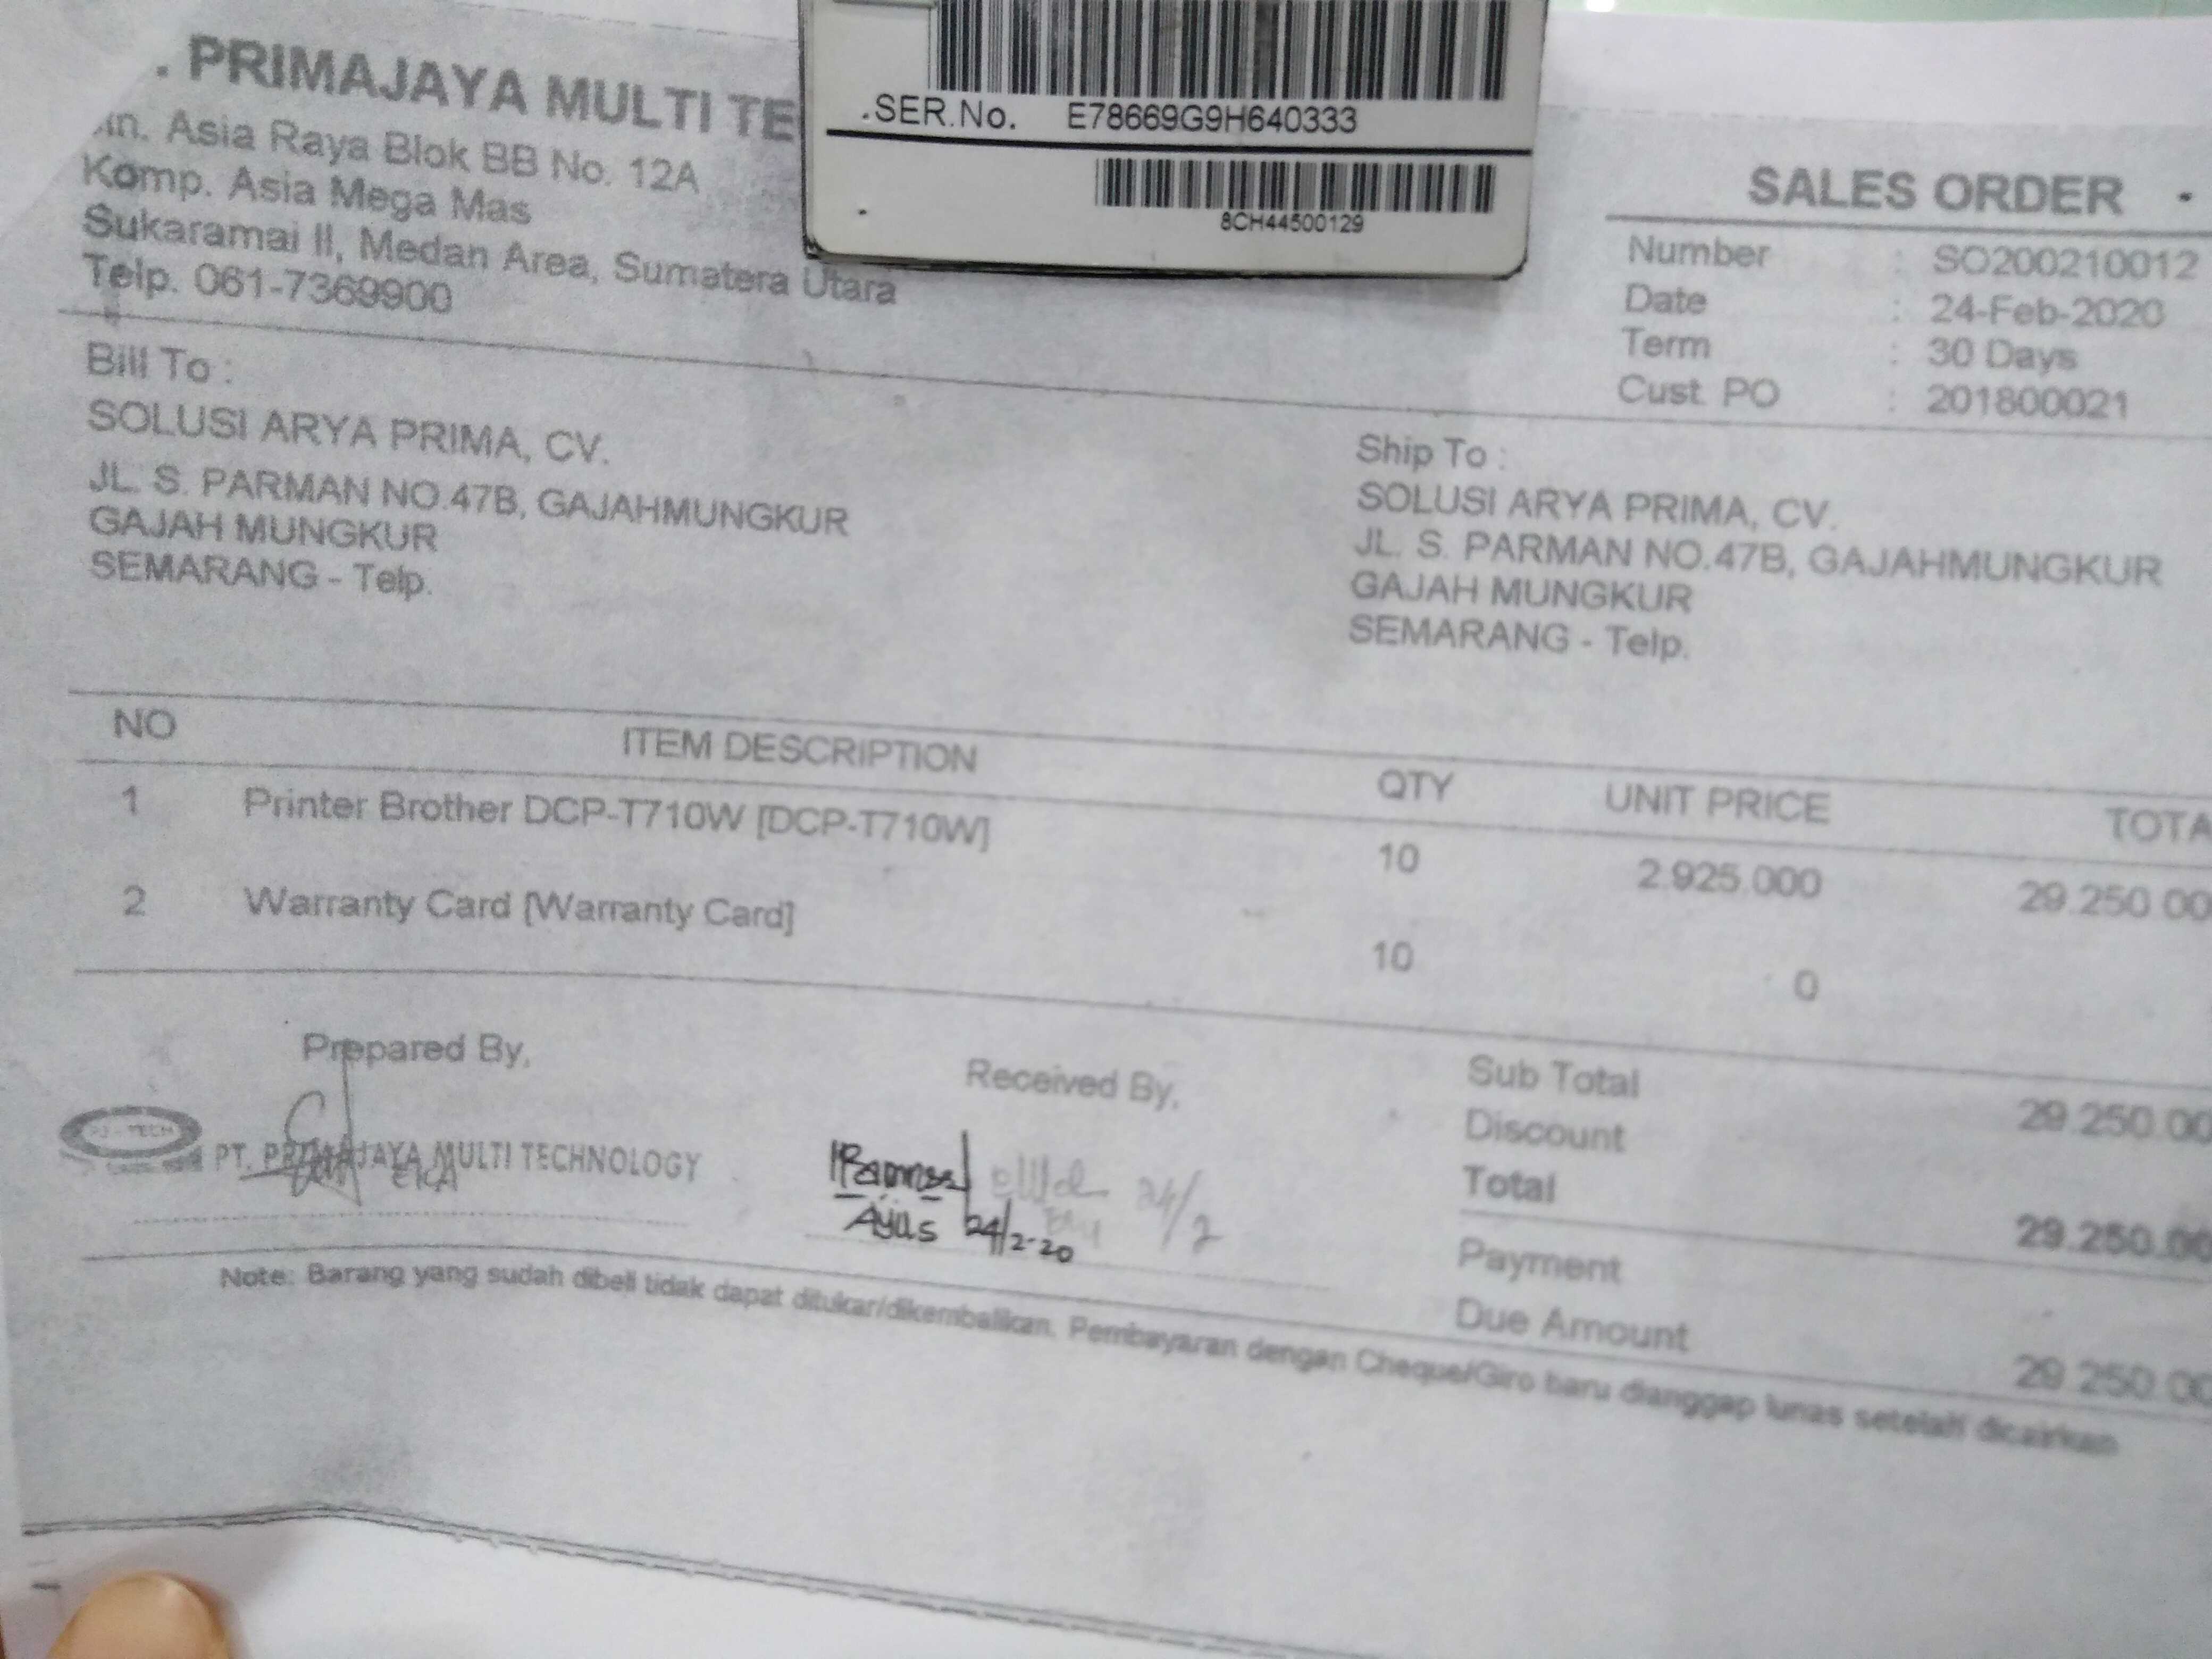 . PRIMAJAYA MULTI TE
.SER.No. E78669G9H640333
8CH44500129
ln. Asia Raya Blok BB No. 12A
Komp. Asia Mega Mas
Sukaramai II, Medan Area, Sumatera Utara
Telp. 061-7369900
SALES ORDER
Number : SO200210012
Date : 24-Feb-2020
Term : 30 Days
Cust. PO : 201800021
Bill To :
SOLUSI ARYA PRIMA, CV.
JL. S. PARMAN NO.47B, GAJAHMUNGKUR
GAJAH MUNGKUR
SEMARANG - Telp.
Ship To :
SOLUSI ARYA PRIMA, CV.
JL. S. PARMAN NO.47B, GAJAHMUNGKUR
GAJAH MUNGKUR
SEMARANG - Telp.
NO ITEM DESCRIPTION QTY UNIT PRICE TOTA
1 Printer Brother DCP-T710W [DCP-T710W] 10 2.925.000 29.250.00
2 Warranty Card [Warranty Card] 10 0
Prepared By,
PT. PRIMAJAYA MULTI TECHNOLOGY
EKA
Received By,
24/2
Ayus 24/2-20
Sub Total 29.250.00
Discount
Total 29.250.00
Payment -
Due Amount 29.250.00
Note: Barang yang sudah dibeli tidak dapat ditukar/dikembalikan. Pembayaran dengan Cheque/Giro baru dianggap lunas setelah dicairkan